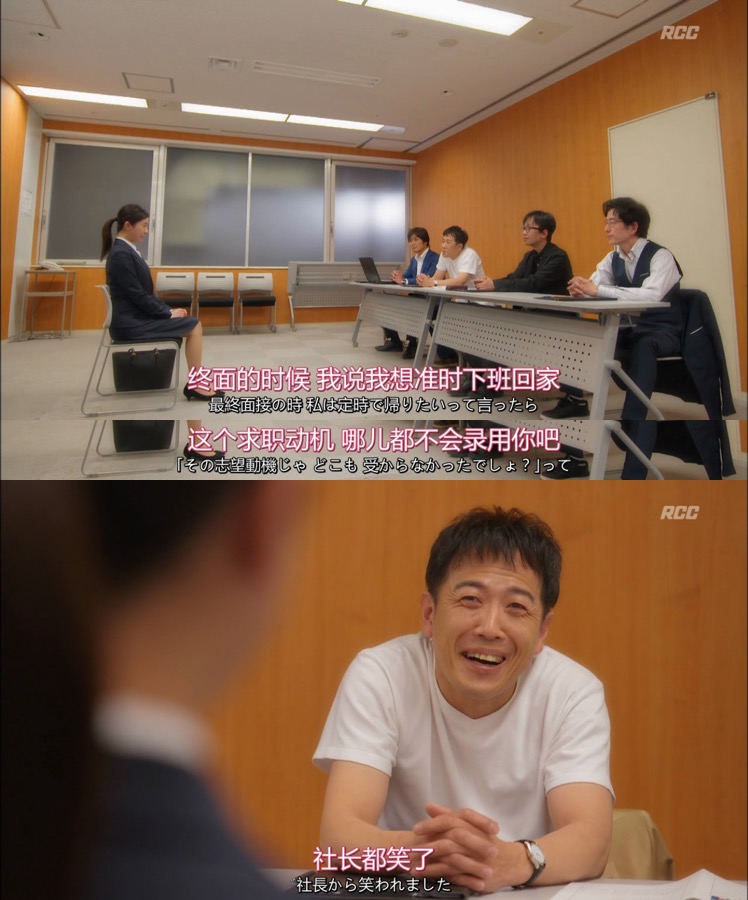 RCC
终面的时候 我说我想准时下班回家
最終面接の時 私は定時で帰りたいって言ったら
这个求职动机 哪儿都不会录用你吧
「その志望動機じゃ どこも 受からなかったでしょ？」って
RCC
社长都笑了
社長から笑われました